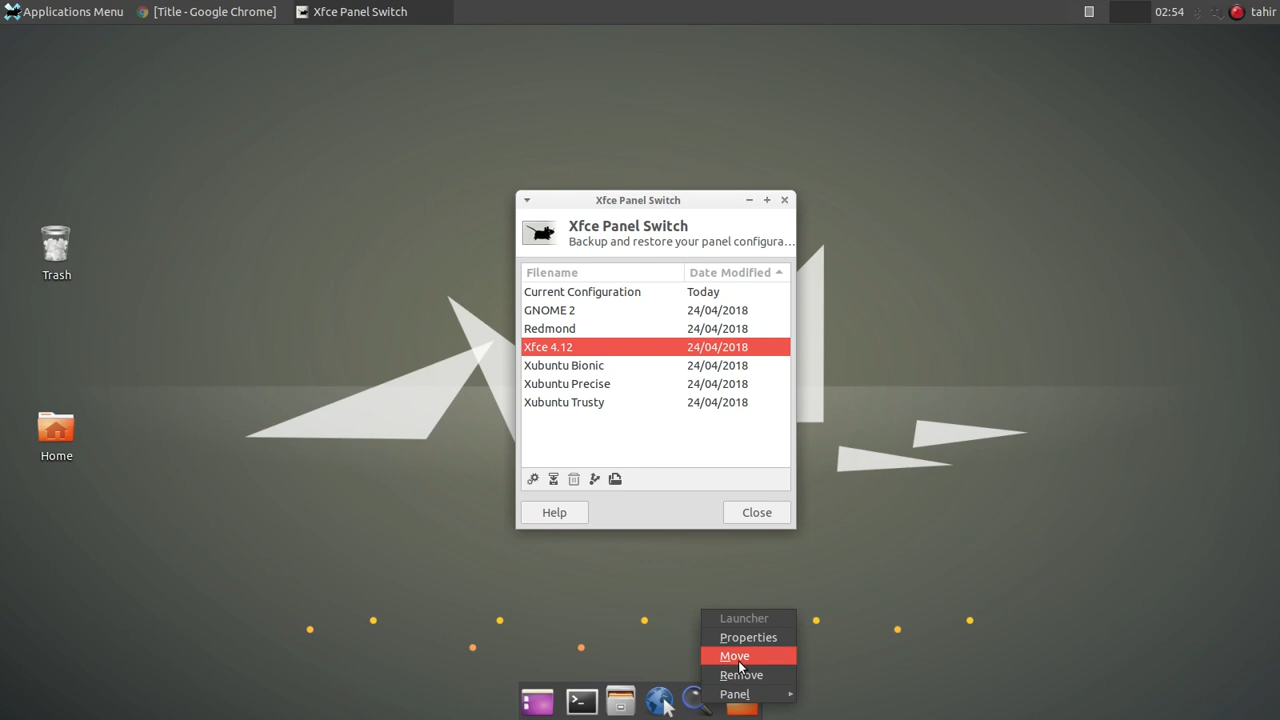 Applications Menu
[Title - Google Chrome]
Xfce Panel Switch
02:54
tahir
Trash
Home
Xfce Panel Switch
Xfce Panel Switch
Backup and restore your panel configura...
Filename Date Modified
Current Configuration Today
GNOME 2 24/04/2018
Redmond 24/04/2018
Xfce 4.12 24/04/2018
Xubuntu Bionic 24/04/2018
Xubuntu Precise 24/04/2018
Xubuntu Trusty 24/04/2018
Help
Close
Launcher
Properties
Move
Remove
Panel